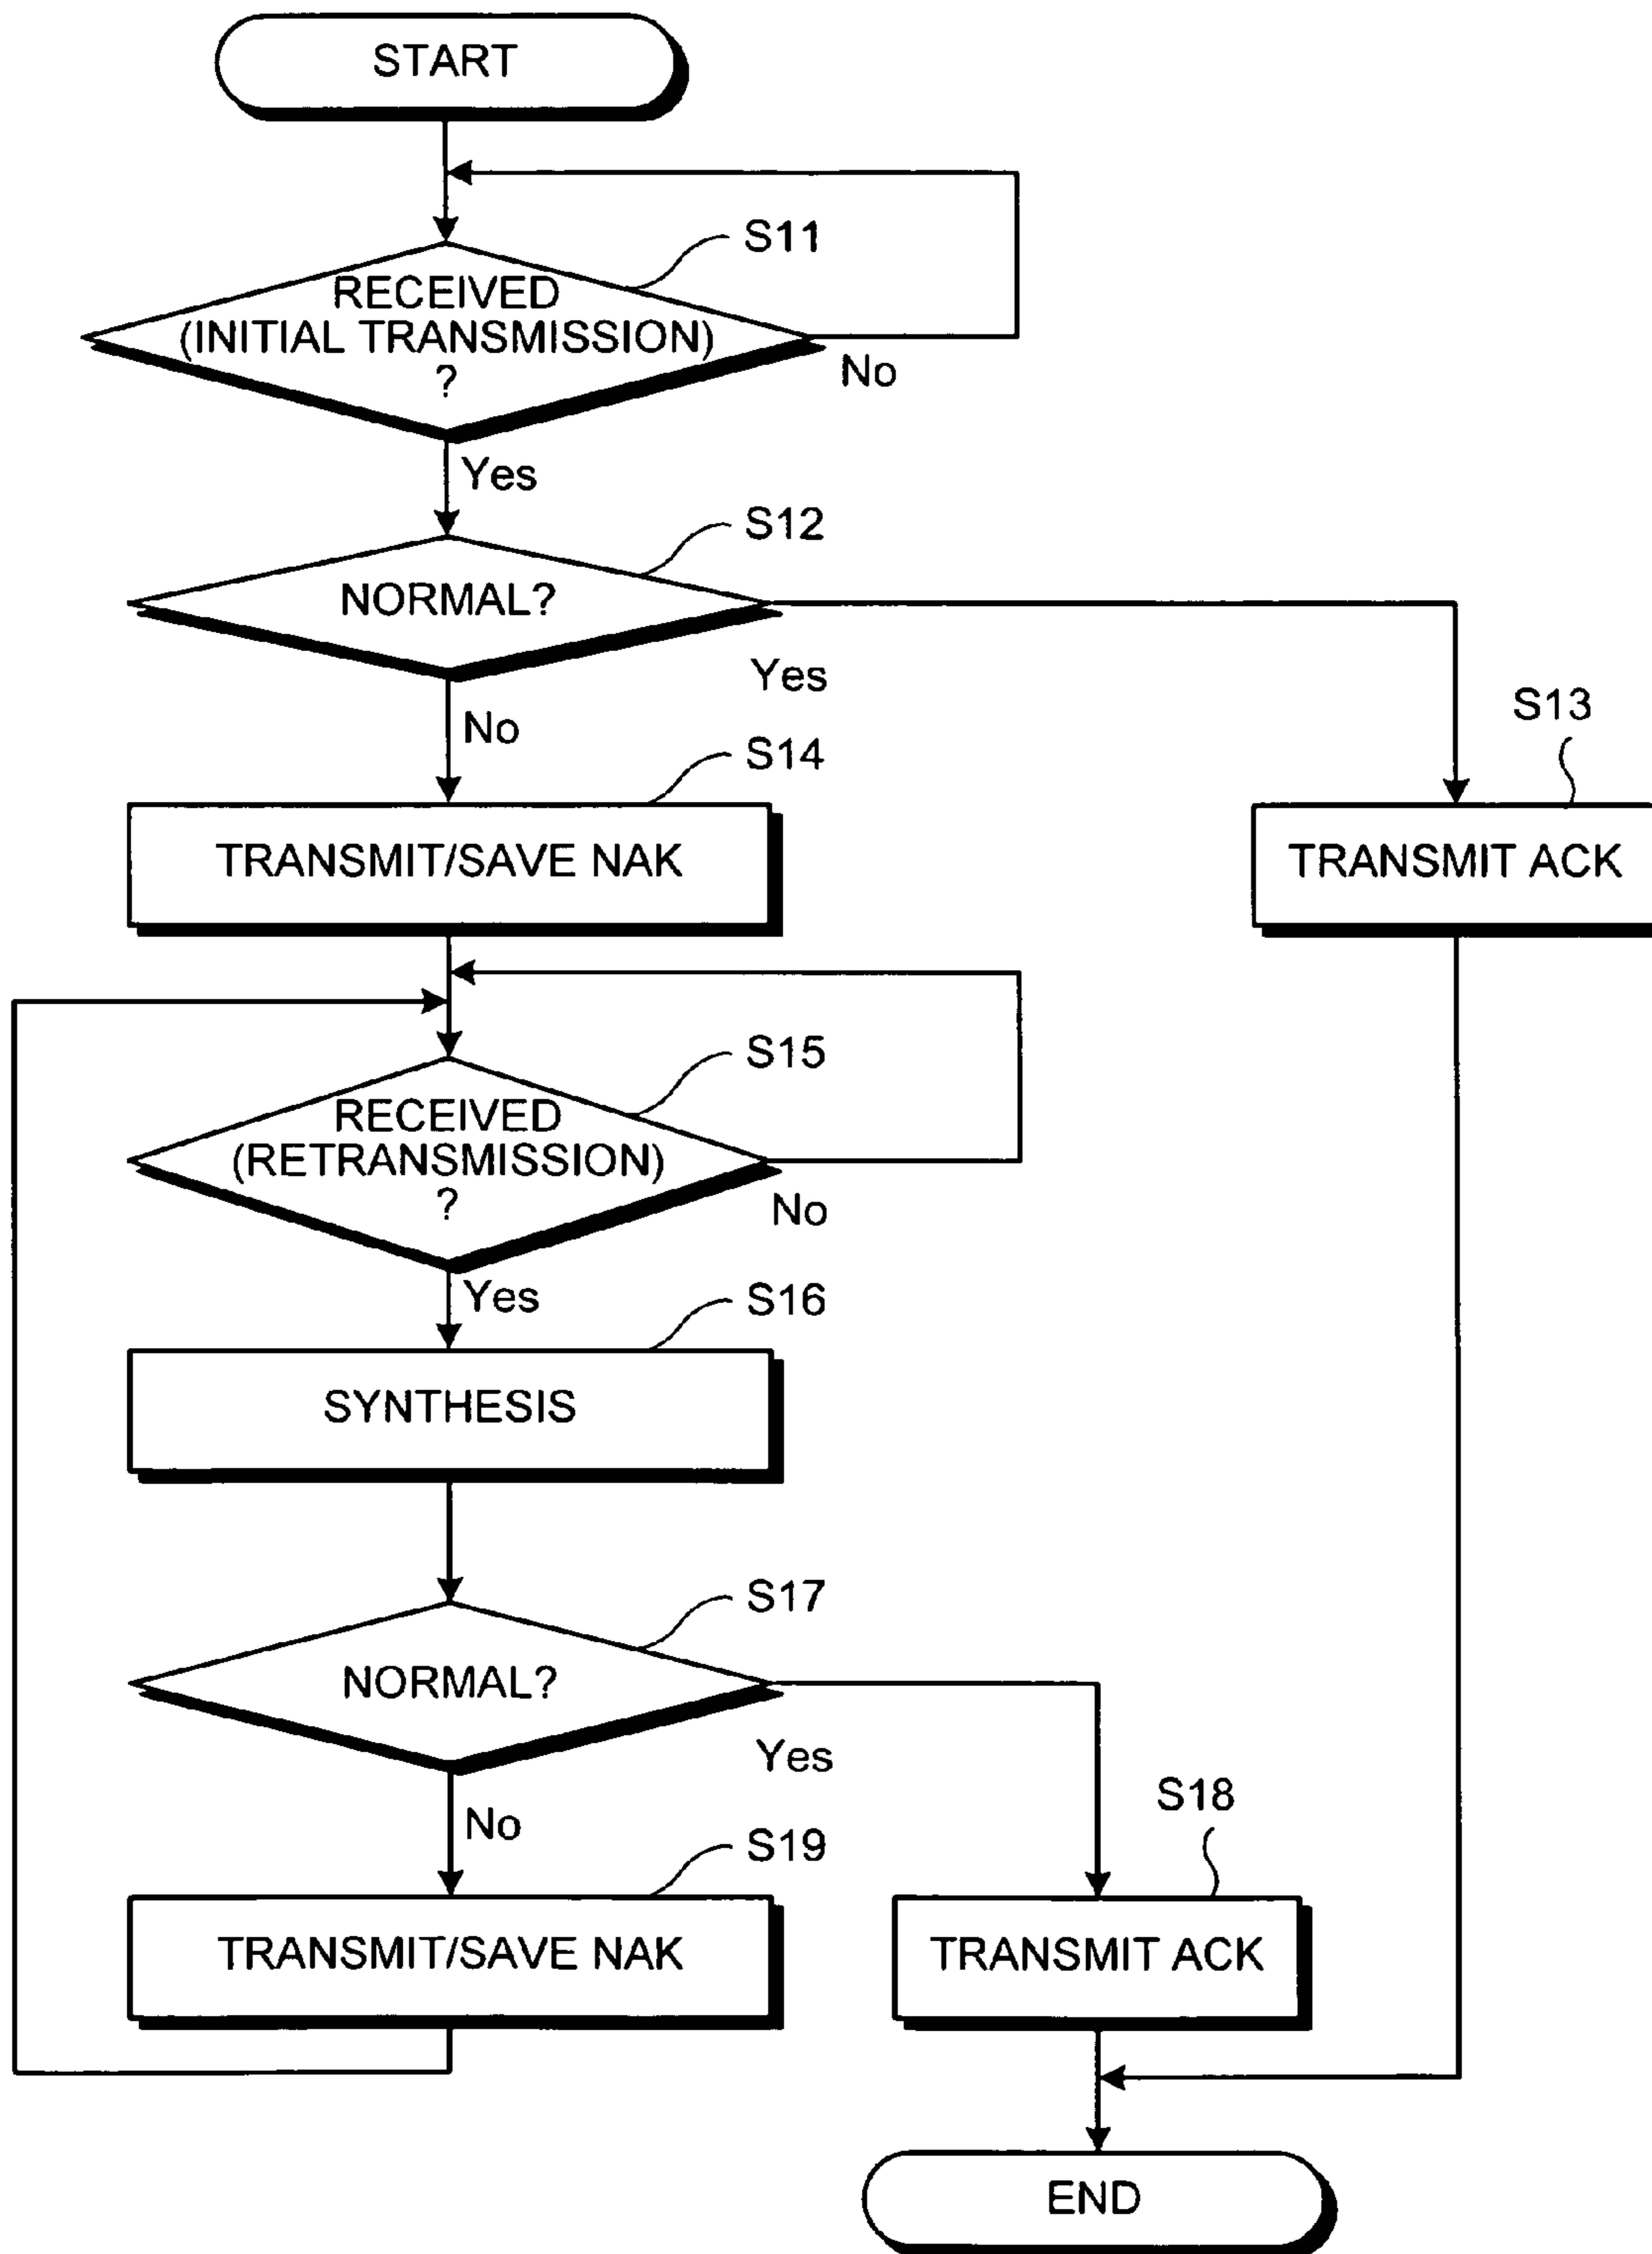 START
S11
RECEIVED
(INITIAL TRANSMISSION)
?
No
Yes
S12
NORMAL?
Yes
No
S13
S14
TRANSMIT/SAVE NAK
TRANSMIT ACK
S15
RECEIVED
(RETRANSMISSION)
?
No
Yes
S16
SYNTHESIS
S17
NORMAL?
Yes
No
S18
S19
TRANSMIT/SAVE NAK
TRANSMIT ACK
END